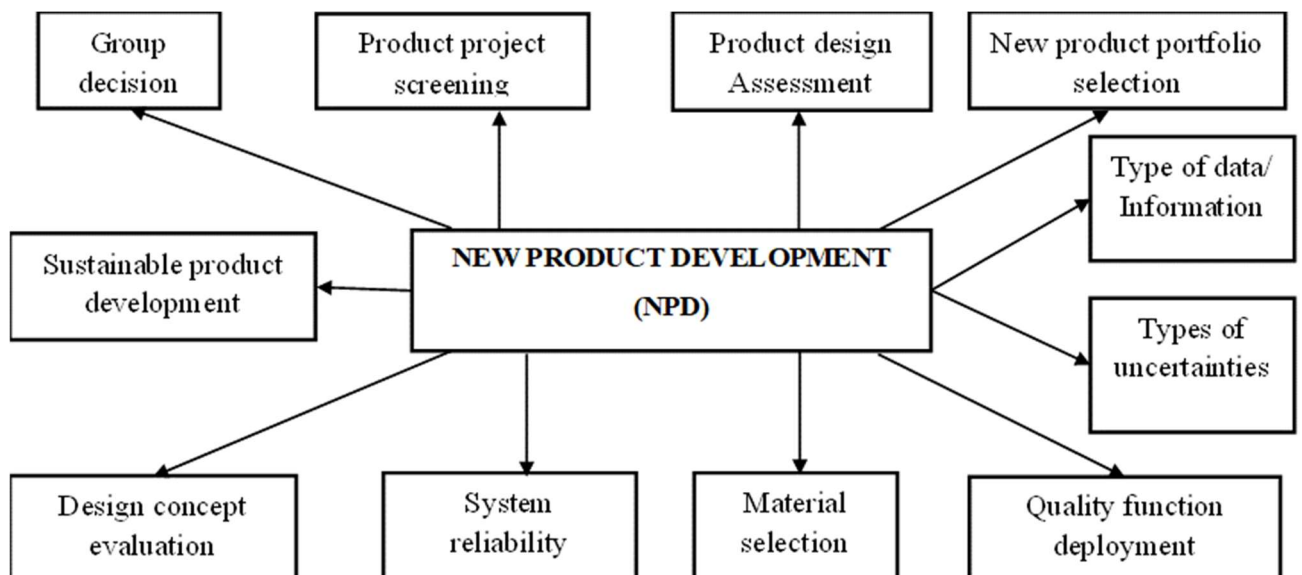 Group
decision
Product project
screening
Product design
Assessment
New product portfolio
selection
Type of data/
Information
Sustainable product
development
NEW PRODUCT DEVELOPMENT
(NPD)
Types of
uncertainties
Design concept
evaluation
System
reliability
Material
selection
Quality function
deployment